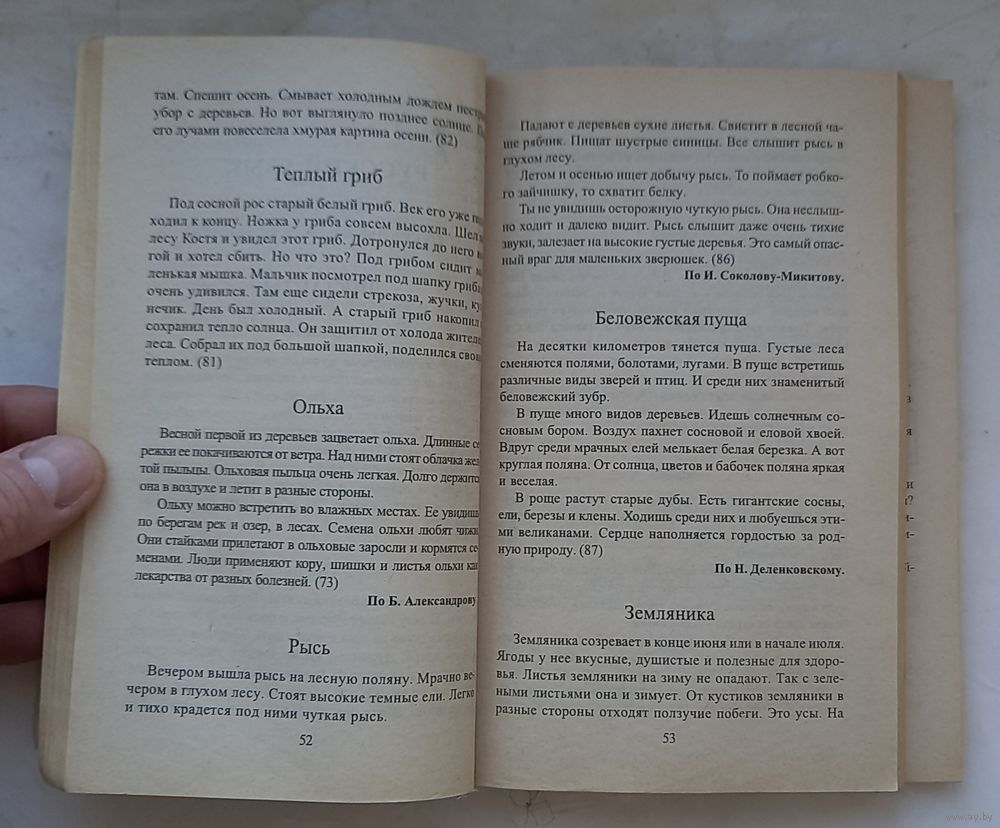 там. Спешит осень. Смывает холодным дождем
убор с деревьев. Но вот выглянуло позднее солнце.
его лучами повеселела хмурая картина осени. (82)
Теплый гриб
Под сосной рос старый белый гриб. Век его уже
ходил к концу. Ножка у гриба совсем высохла. Шел
лесу Костя и увидел этот гриб. Дотронулся до него
гой и хотел сбить. Но что это? Под грибом сидит
ленькая мышка. Мальчик посмотрел под шапку гриба,
очень удивился. Там еще сидели стрекоза, жучки,
нечик. День был холодный. А старый гриб накопил
сохранил тепло солнца. Он защитил от холода жителей
леса. Собрал их под большой шапкой, поделился своим
теплом. (81)
Ольха
Весной первой из деревьев зацветает ольха. Длинные се-
режки ее покачиваются от ветра. Над ними стоят облачка жел-
той пыльцы. Ольховая пыльца очень легкая. Долго держится
она в воздухе и летит в разные стороны.
Ольху можно встретить во влажных местах. Ее увидишь
по берегам рек и озер, в лесах. Семена ольхи любят чижи.
Они стайками прилетают в ольховые заросли и кормятся се-
менами. Люди применяют кору, шишки и листья ольхи как
лекарства от разных болезней. (73)
По Б. Александрову.
Рысь
Вечером вышла рысь на лесную поляну. Мрачно ве-
чером в глухом лесу. Стоят высокие темные ели. Легко
и тихо крадется под ними чуткая рысь.
52
Падают с деревьев сухие листья. Свистит в лесной ча-
ще рябчик. Пищат шустрые синицы. Все слышит рысь в
глухом лесу.
Летом и осенью ищет добычу рысь. То поймает робко-
го зайчишку, то схватит белку.
Ты не увидишь осторожную чуткую рысь. Она неслыш-
но ходит и далеко видит. Рысь слышит даже очень тихие
звуки, залезает на высокие густые деревья. Это самый опас-
ный враг для маленьких зверюшек. (86)
По И. Соколову-Микитову.
Беловежская пуща
На десятки километров тянется пуща. Густые леса
сменяются полями, болотами, лугами. В пуще встретишь
различные виды зверей и птиц. И среди них знаменитый
беловежский зубр.
В пуще много видов деревьев. Идешь солнечным со-
сновым бором. Воздух пахнет сосновой и еловой хвоей.
Вдруг среди мрачных елей мелькает белая березка. А вот
круглая поляна. От солнца, цветов и бабочек поляна яркая
и веселая.
В роще растут старые дубы. Есть гигантские сосны,
ели, березы и клены. Ходишь среди них и любуешься эти-
ми великанами. Сердце наполняется гордостью за род-
ную природу. (87)
По Н. Деленковскому.
Земляника
Земляника созревает в конце июня или в начале июля.
Ягоды у нее вкусные, душистые и полезные для здоро-
вья. Листья земляники на зиму не опадают. Так с зеле-
еными листьями она и зимует. От кустиков земляники в
разные стороны отходят ползучие побеги. Это усы. На
53
www.ay.by